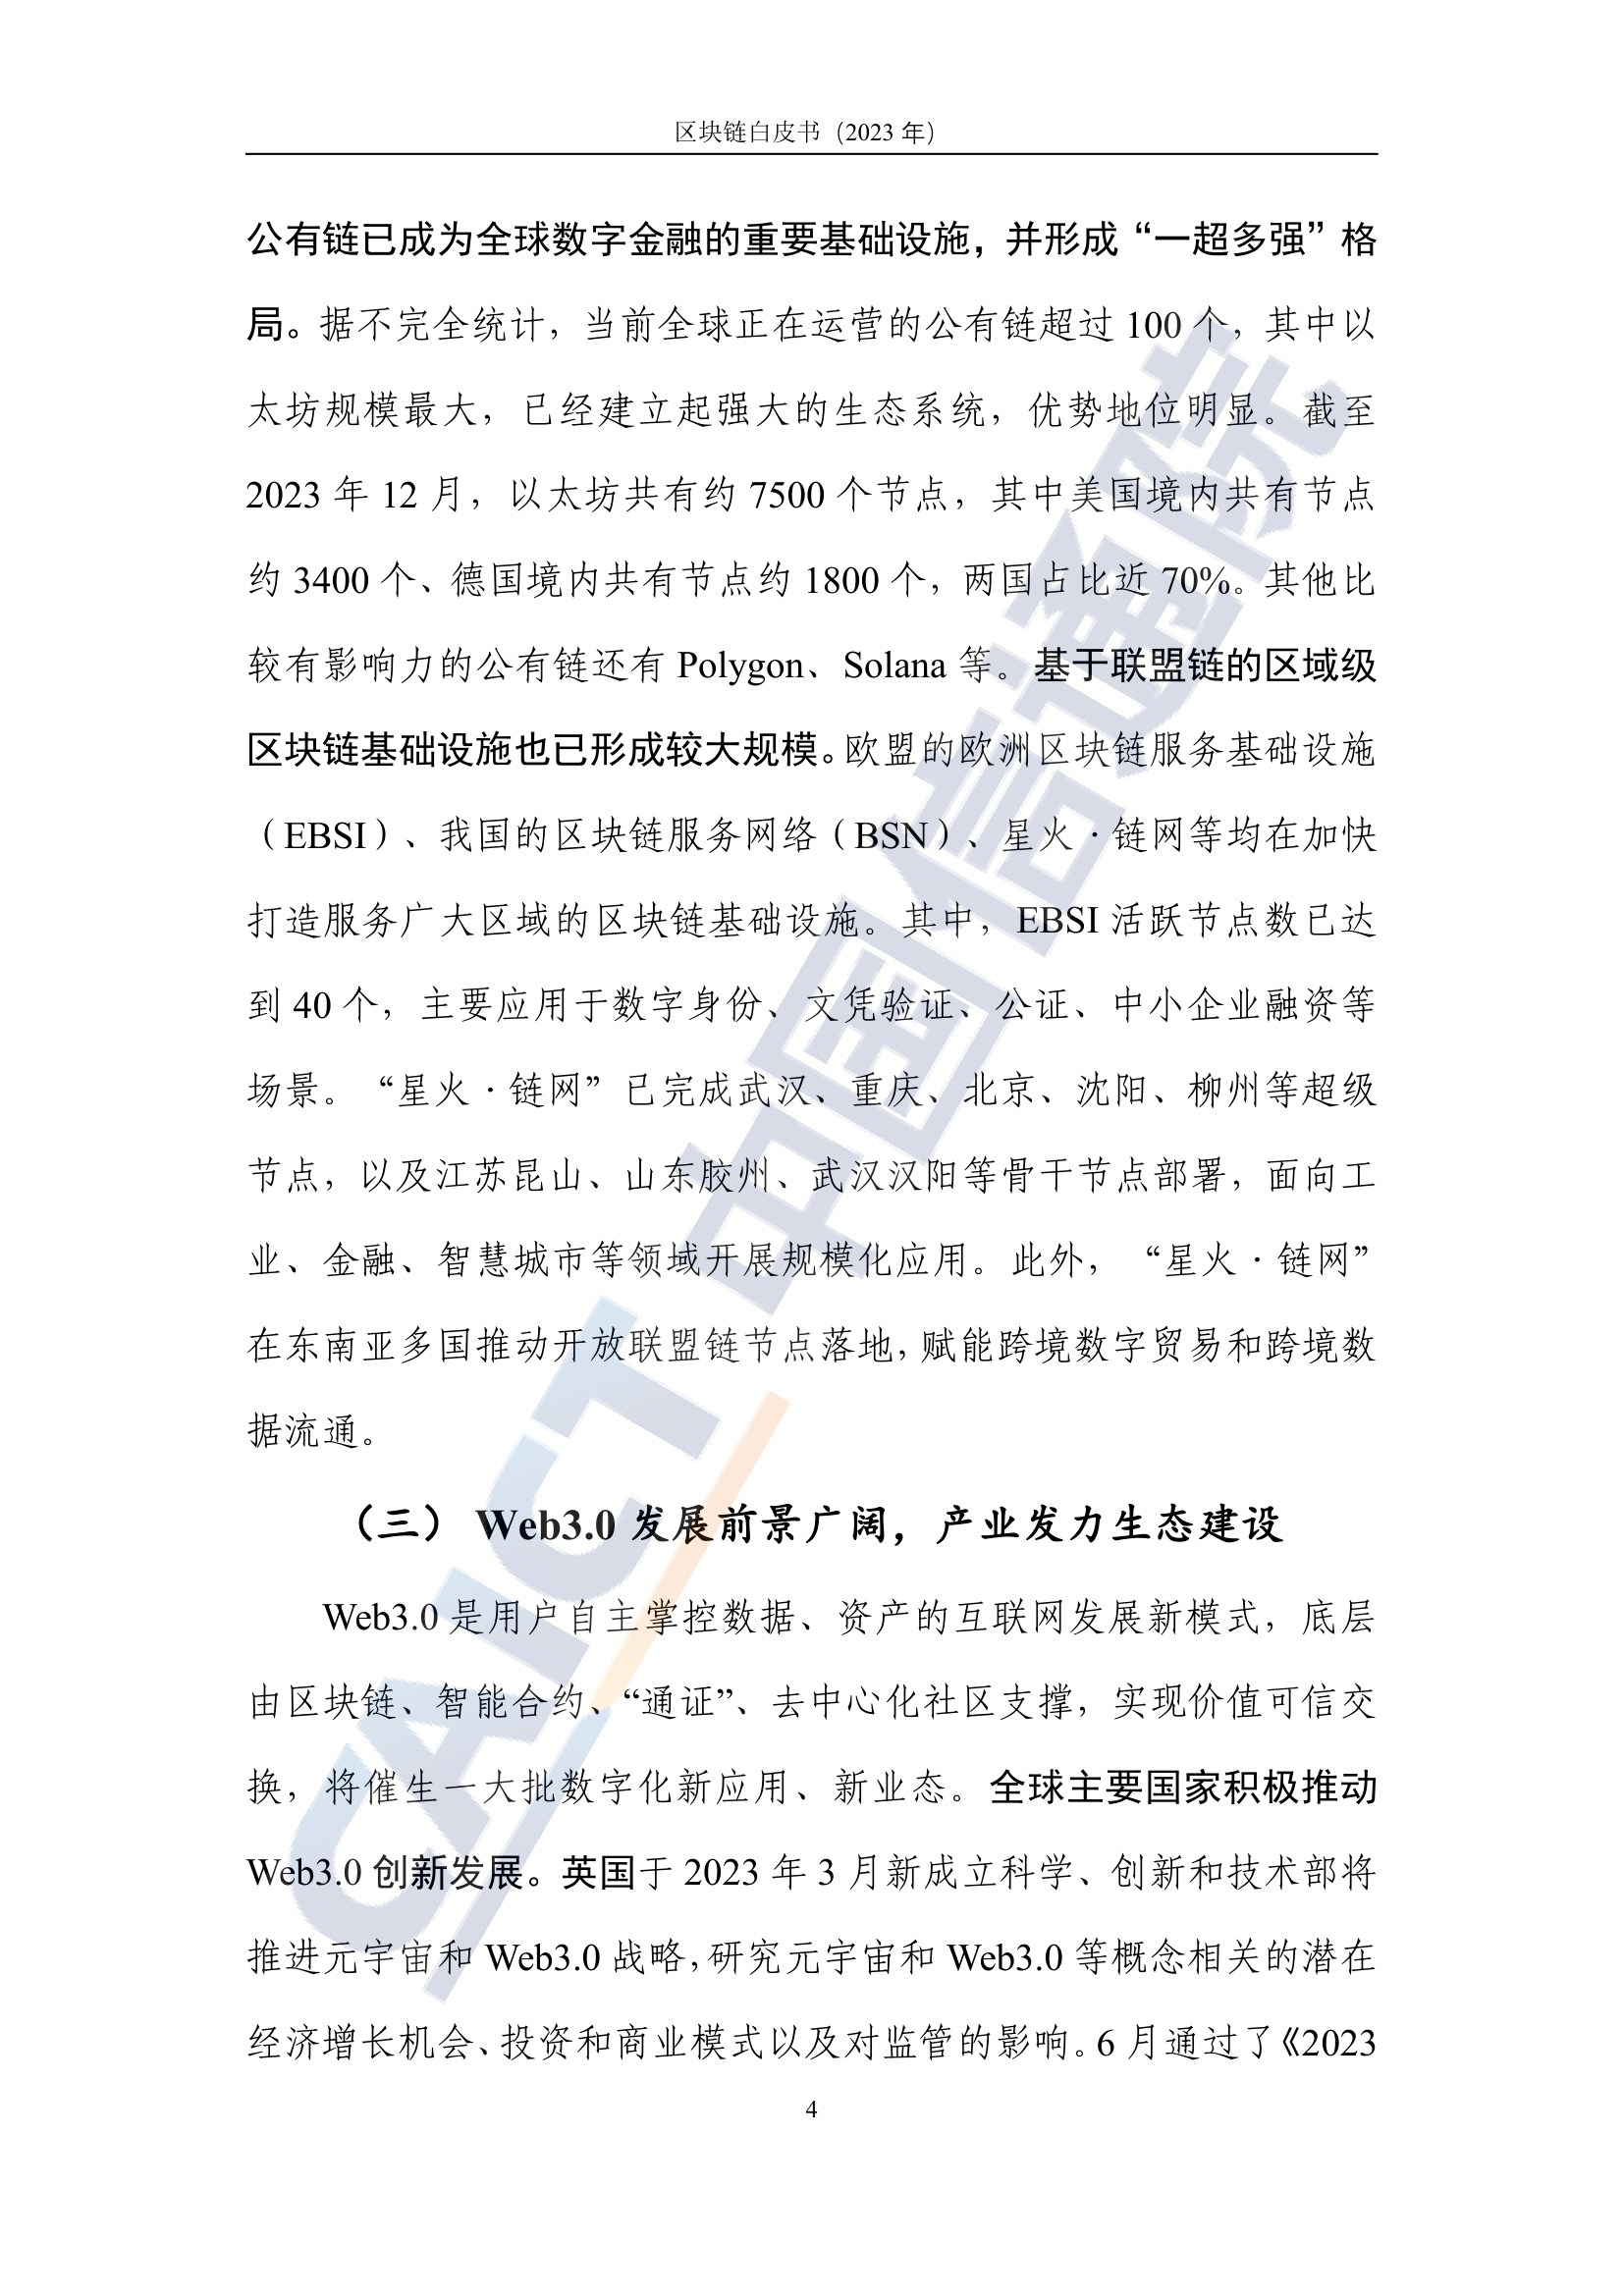 区块链白皮书（2023 年）
公有链已成为全球数字金融的重要基础设施，并形成“一超多强”格
局。据不完全统计，当前全球正在运营的公有链超过 100 个，其中以
太坊规模最大，已经建立起强大的生态系统，优势地位明显。截至
2023 年 12 月，以太坊共有约 7500 个节点，其中美国境内共有节点
约 3400 个、德国境内共有节点约 1800 个，两国占比近 70%。其他比
较有影响力的公有链还有 Polygon、Solana 等。基于联盟链的区域级
区块链基础设施也已形成较大规模。欧盟的欧洲区块链服务基础设施
（EBSI）、我国的区块链服务网络（BSN）、星火·链网等均在加快
打造服务广大区域的区块链基础设施。其中，EBSI 活跃节点数已达
到 40 个，主要应用于数字身份、文凭验证、公证、中小企业融资等
场景。“星火·链网”已完成武汉、重庆、北京、沈阳、柳州等超级
节点，以及江苏昆山、山东胶州、武汉汉阳等骨干节点部署，面向工
业、金融、智慧城市等领域开展规模化应用。此外，“星火·链网”
在东南亚多国推动开放联盟链节点落地，赋能跨境数字贸易和跨境数
据流通。
（三） Web3.0 发展前景广阔，产业发力生态建设
Web3.0 是用户自主掌控数据、资产的互联网发展新模式，底层
由区块链、智能合约、“通证”、去中心化社区支撑，实现价值可信交
换，将催生一大批数字化新应用、新业态。全球主要国家积极推动
Web3.0 创新发展。英国于 2023 年 3 月新成立科学、创新和技术部将
推进元宇宙和 Web3.0 战略，研究元宇宙和 Web3.0 等概念相关的潜在
经济增长机会、投资和商业模式以及对监管的影响。6 月通过了《2023
4
CAICT 中国信通院